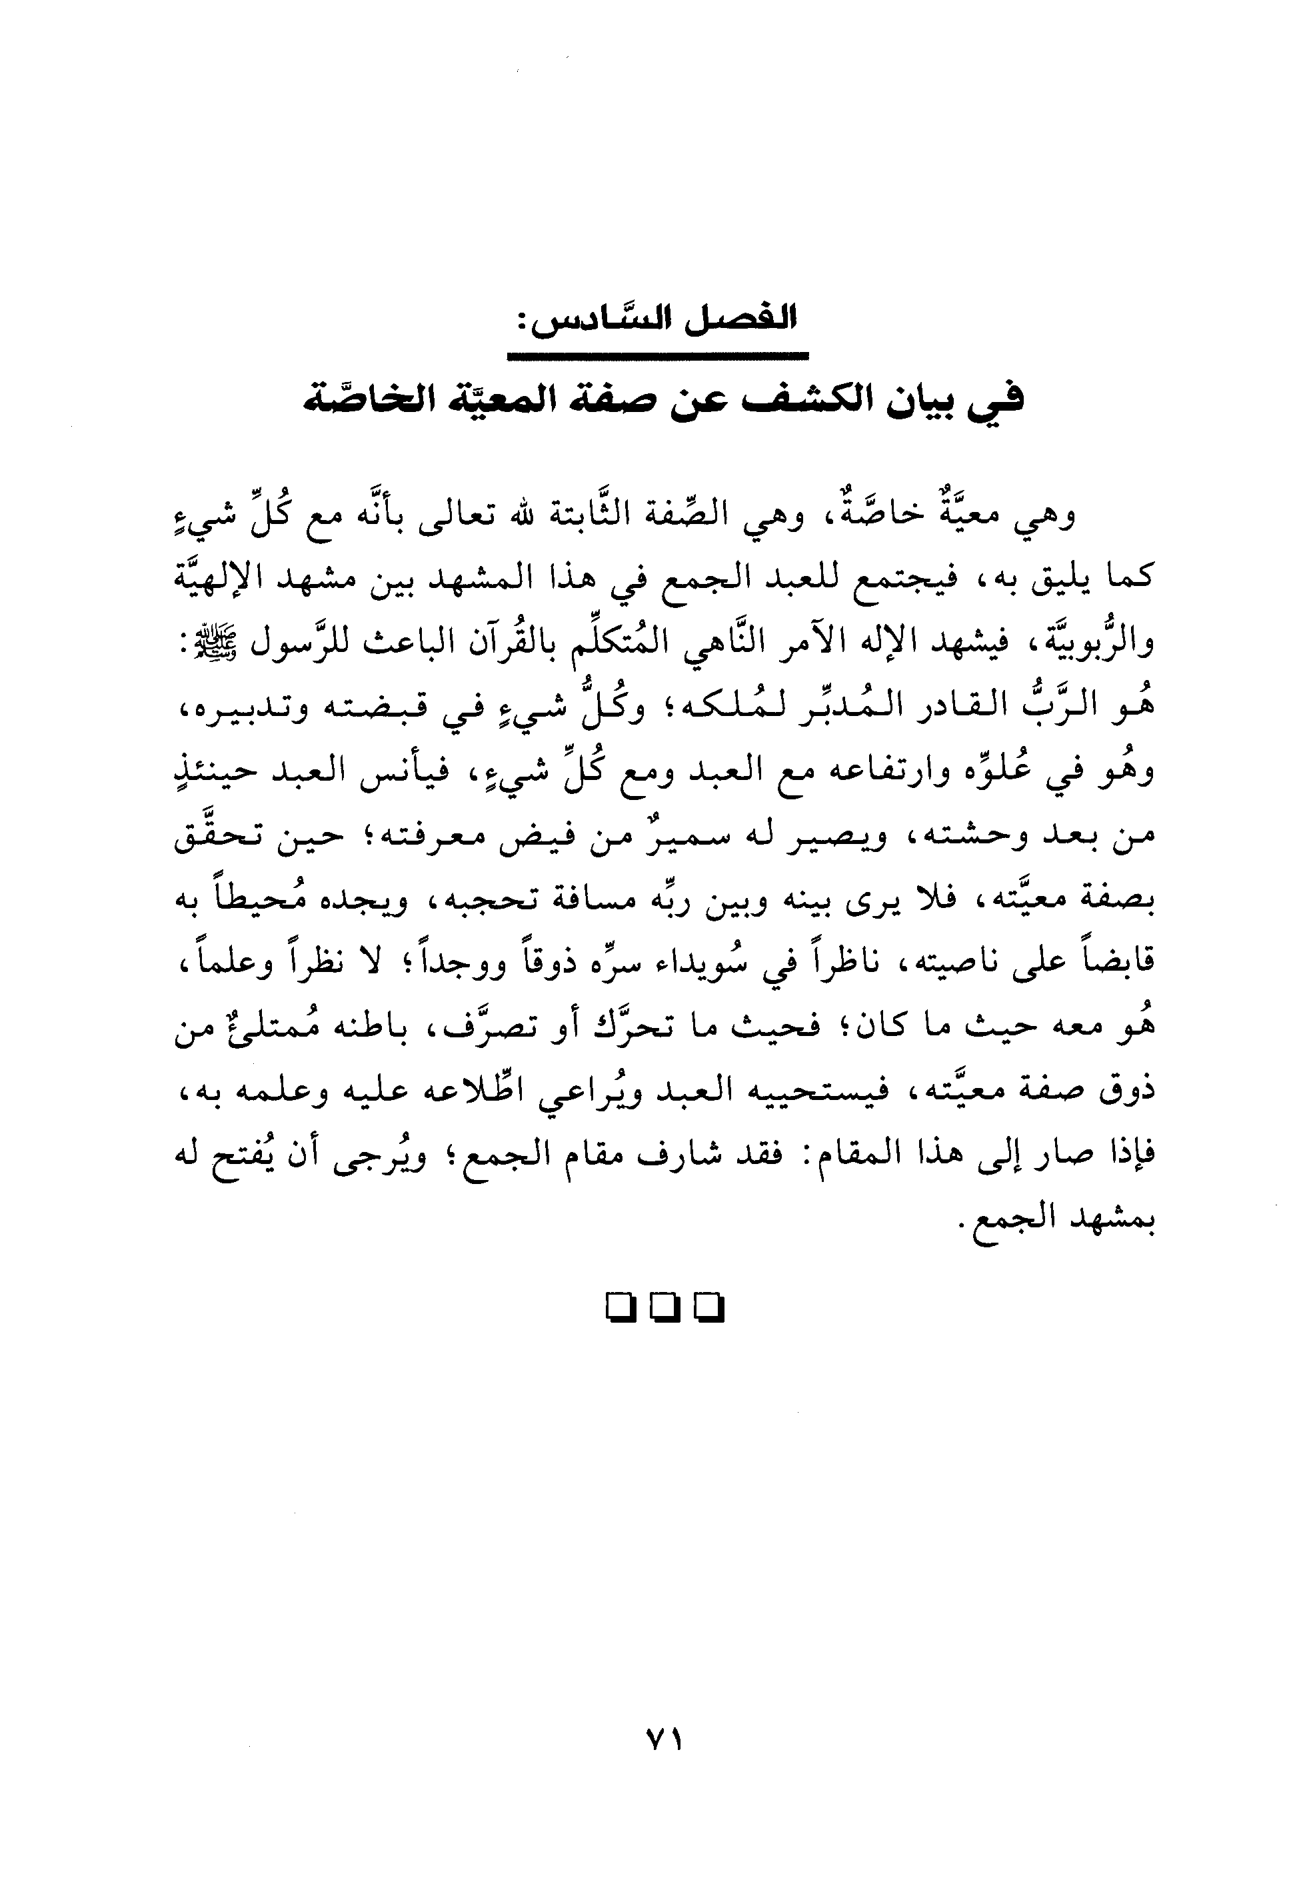 الفصل السَّادس:
في بيان الكشف عن صفة المعيَّة الخاصَّة
وهي معيَّةٌ خاصَّةٌ، وهي الصِّفة الثَّابتة لله تعالى بأنَّه مع كُلِّ شيءٍ
كما يليق به، فيجتمع للعبد الجمع في هذا المشهد بين مشهد الإلهيَّة
والرُّبوبيَّة، فيشهد الإله الآمر النَّاهي المُتكلِّم بالقُرآن الباعث للرَّسول ﷺ:
هُو الرَّبُّ القادر المُدبِّر لمُلكه؛ وكُلُّ شيءٍ في قبضته وتدبيره،
وهُو في عُلوِّه وارتفاعه مع العبد ومع كُلِّ شيءٍ، فيأنس العبد حينئذٍ
من بعد وحشته، ويصير له سميرٌ من فيض معرفته؛ حين تحقَّق
بصفة معيَّته، فلا يرى بينه وبين ربِّه مسافة تحجبه، ويجده مُحيطاً به
قابضاً على ناصيته، ناظراً في سُويداء سرِّه ذوقاً ووجداً؛ لا نظراً وعلماً،
هُو معه حيث ما كان؛ فحيث ما تحرَّك أو تصرَّف، باطنه مُمتلئٌ من
ذوق صفة معيَّته، فيستحييه العبد ويُراعي اطِّلاعه عليه وعلمه به،
فإذا صار إلى هذا المقام: فقد شارف مقام الجمع؛ ويُرجى أن يُفتح له
بمشهد الجمع.
❑ ❑ ❑
٧١